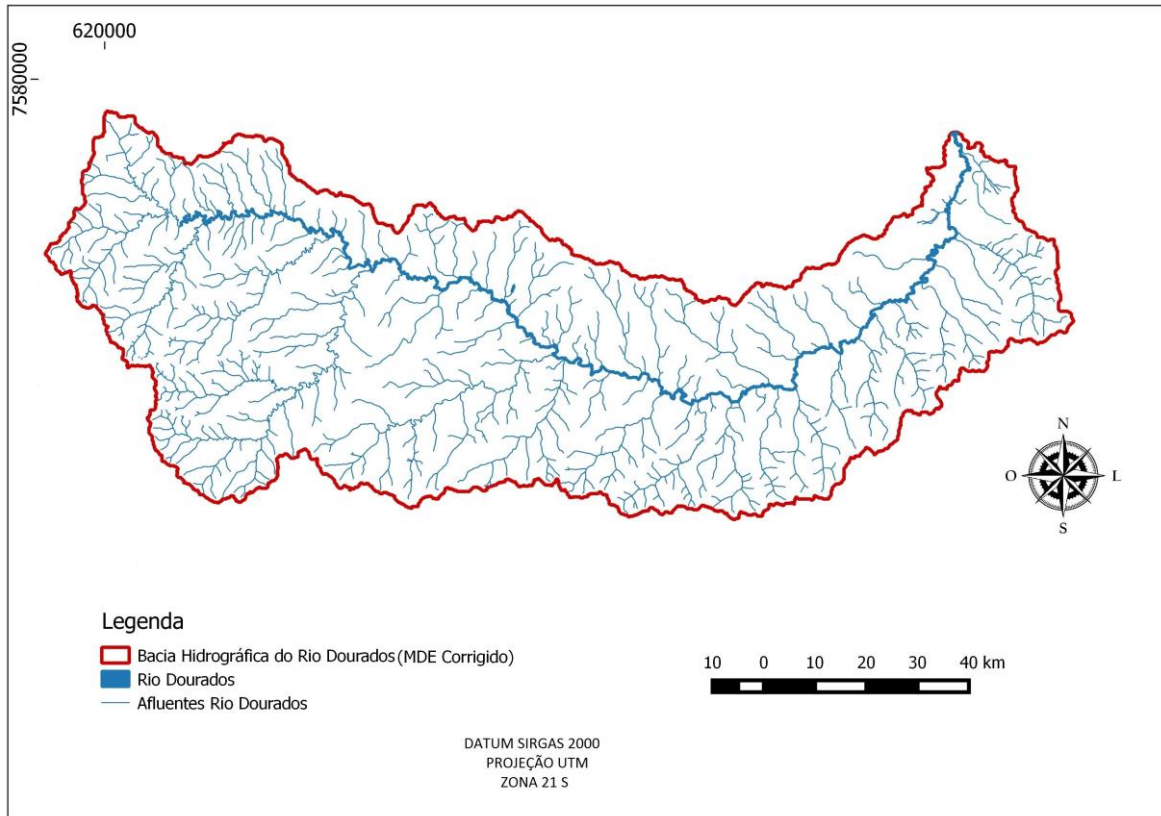 620000
7580000
N
O
L
S
Legenda
Bacia Hidrográfica do Rio Dourados (MDE Corrigido)
Rio Dourados
Afluentes Rio Dourados
10 0 10 20 30 40 km
DATUM SIRGAS 2000
PROJEÇÃO UTM
ZONA 21 S